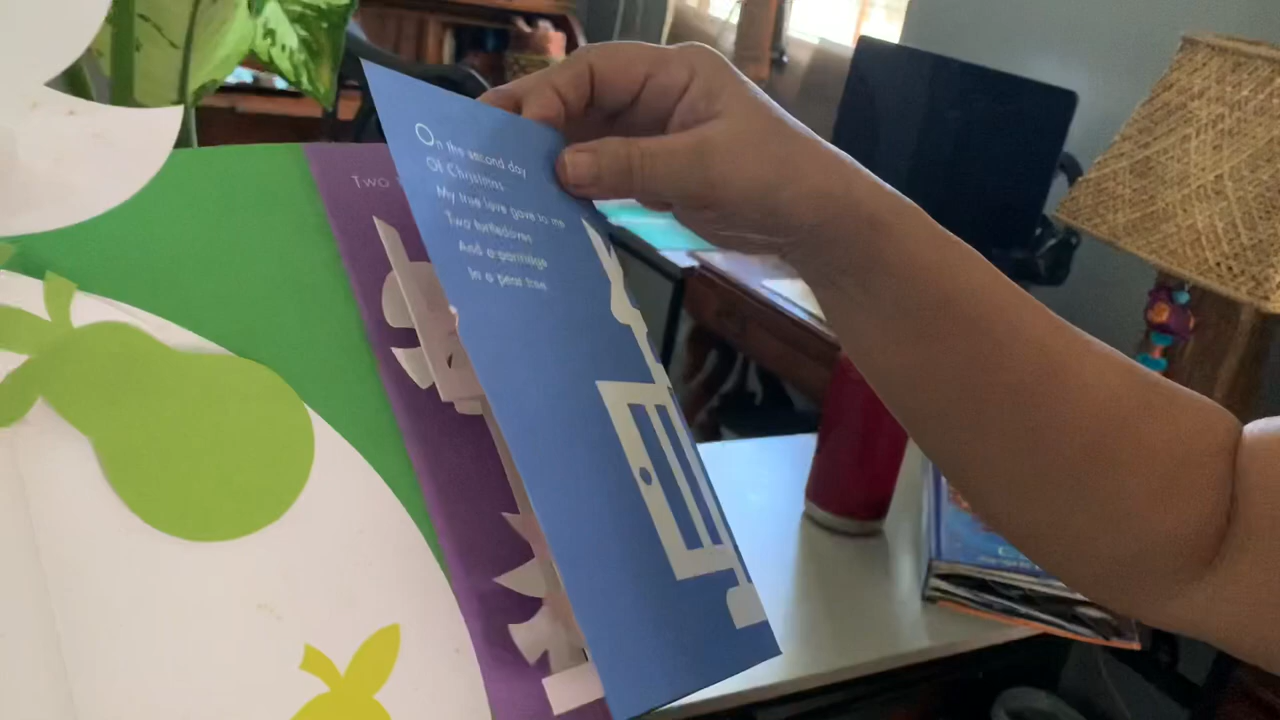 On the second day
Of Christmas
My true love gave to me
Two turtledoves
And a partridge
In a pear tree
Two